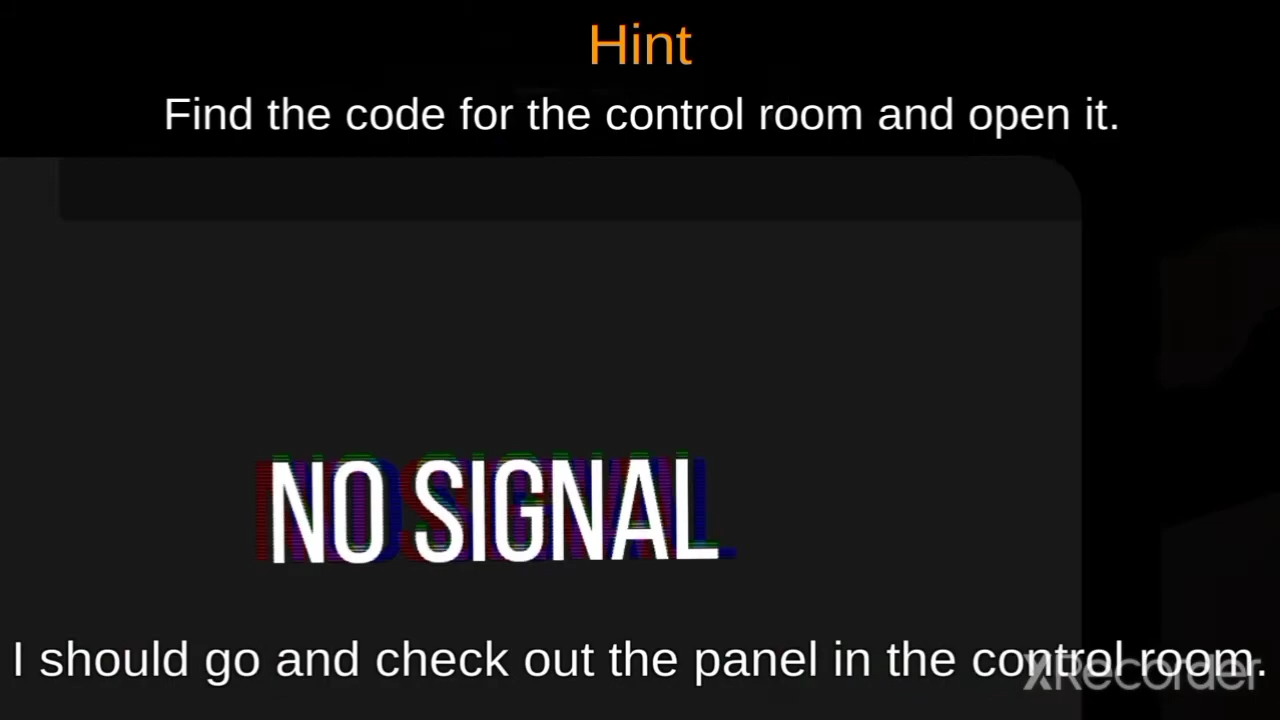 Hint
Find the code for the control room and open it.
NO SIGNAL
I should go and check out the panel in the control room.
XRecorder